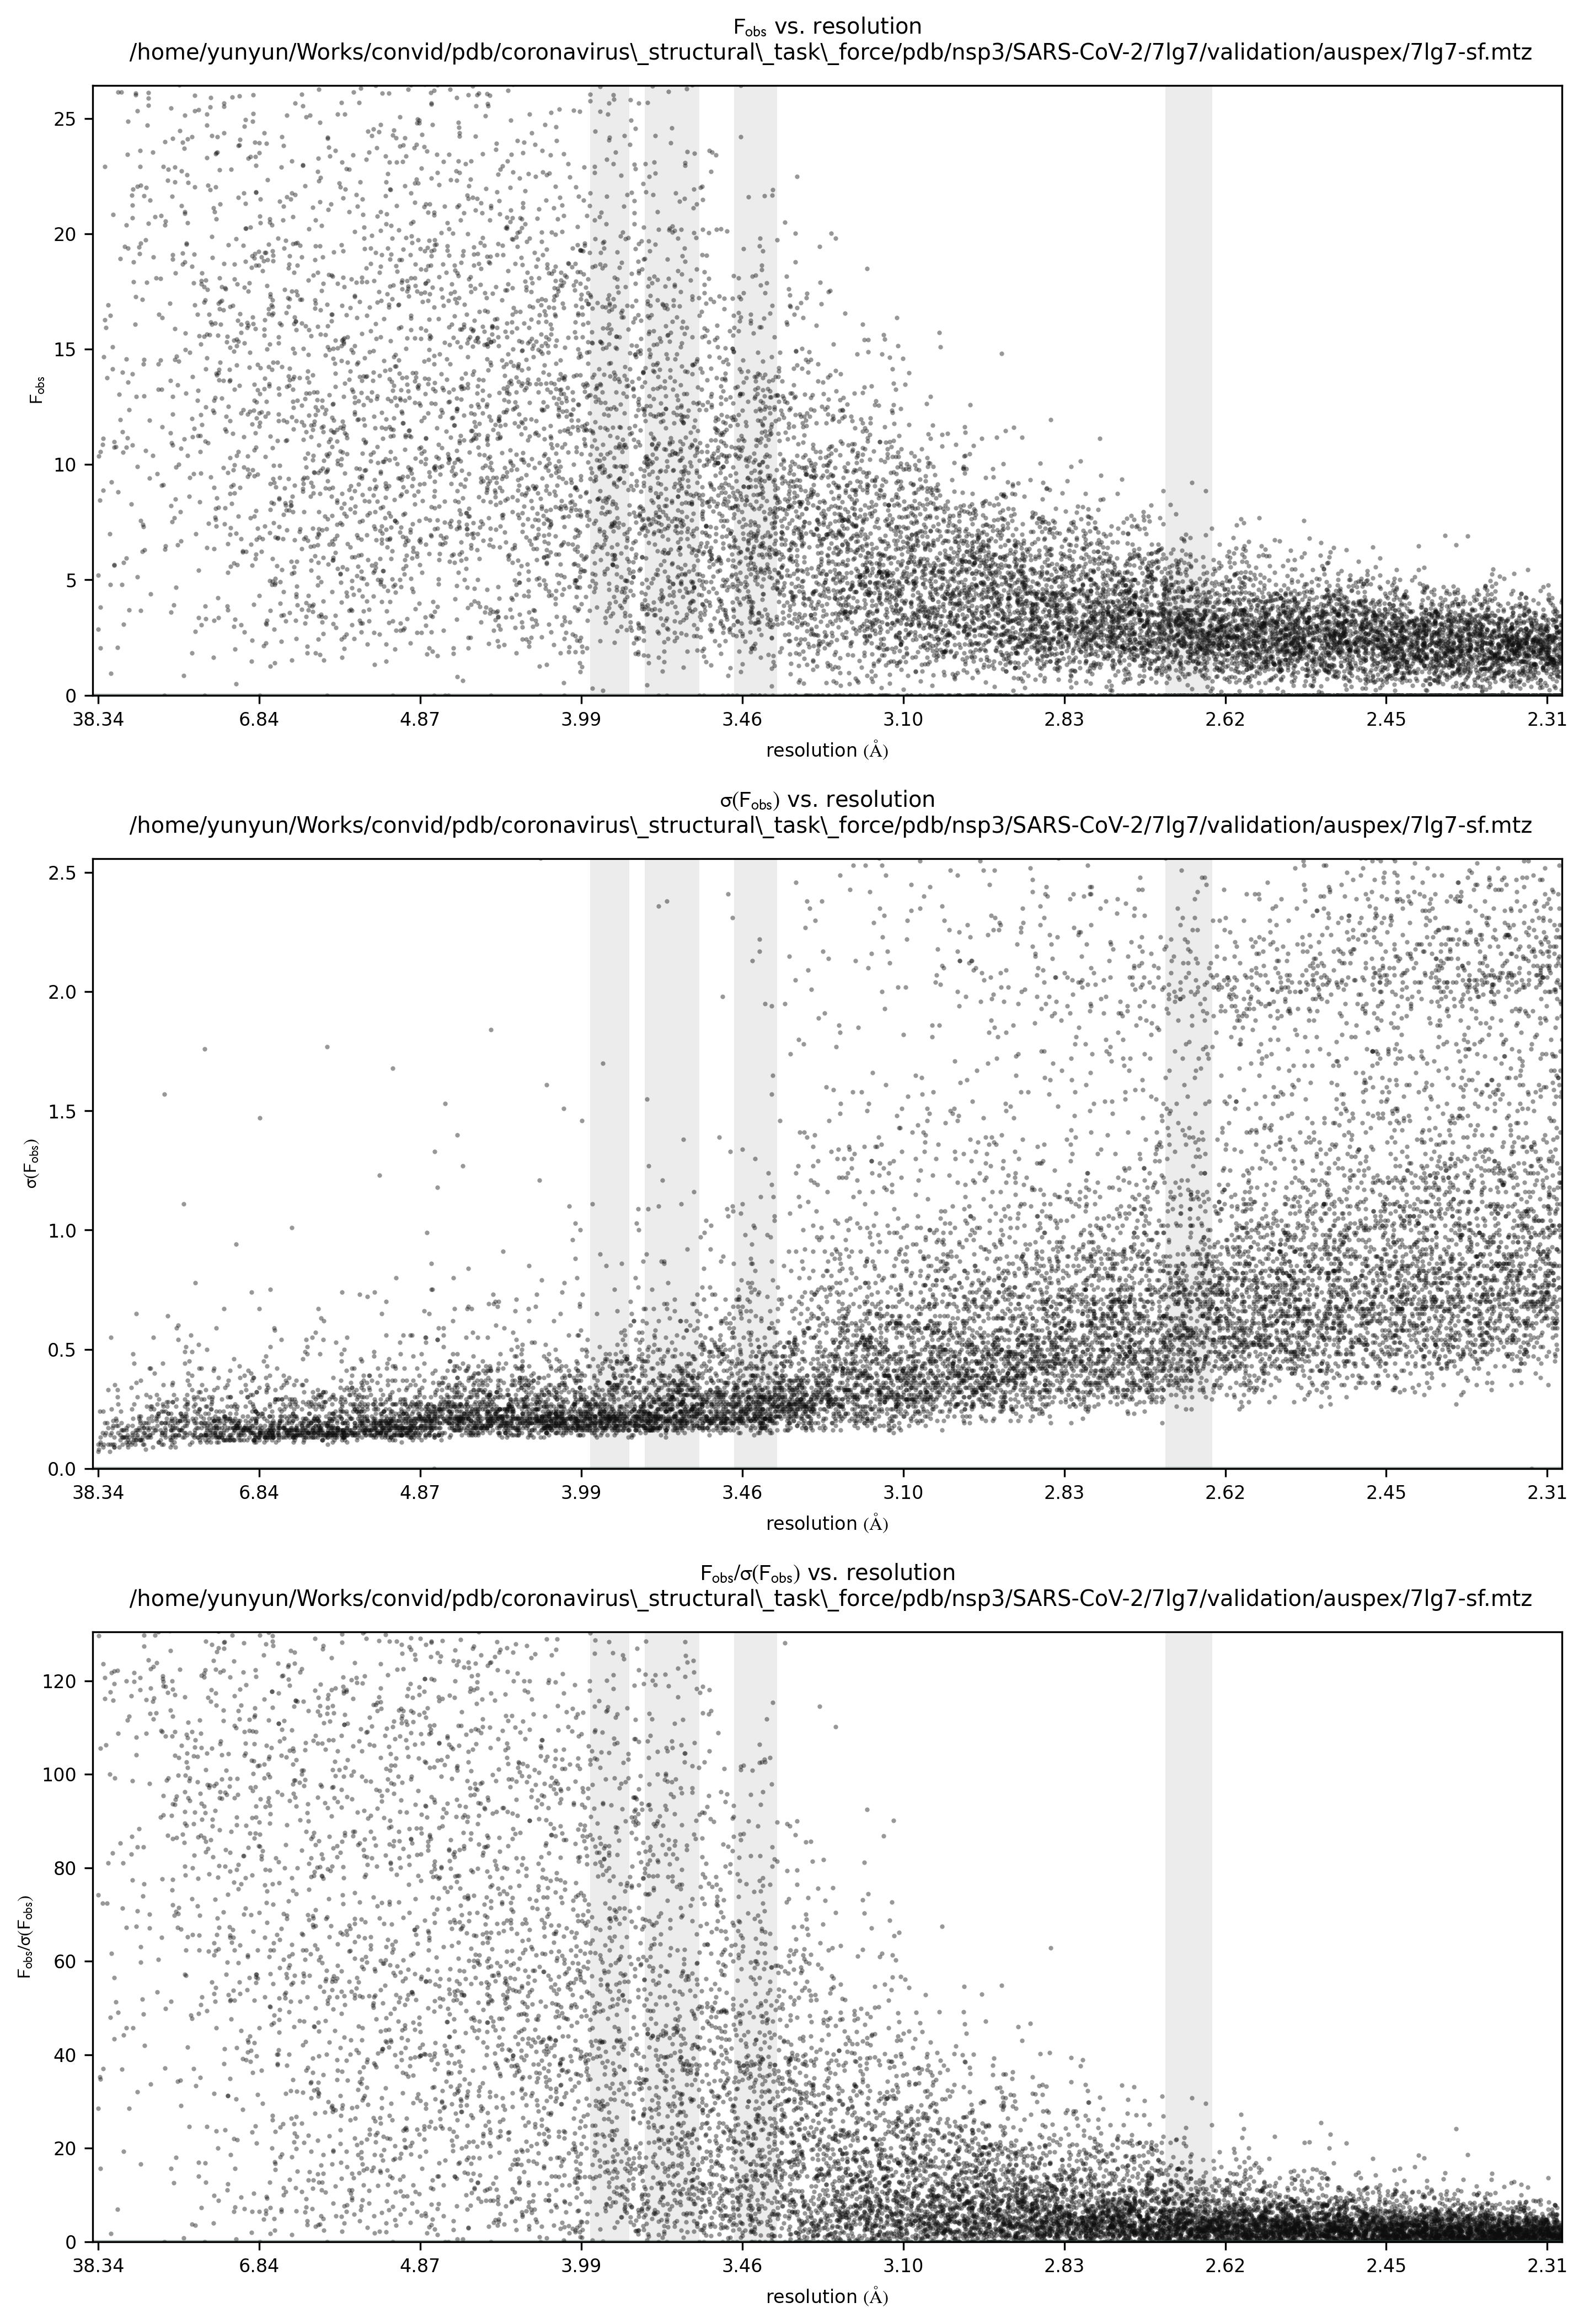 Fobs vs. resolution
/home/yunyun/Works/convid/pdb/coronavirus\_structural\_task\_force/pdb/nsp3/SARS-CoV-2/7lg7/validation/auspex/7lg7-sf.mtz
25
20
15
10
5
0
Fobs
38.34 6.84 4.87 3.99 3.46 3.10 2.83 2.62 2.45 2.31
resolution (Å)
σ(Fobs) vs. resolution
/home/yunyun/Works/convid/pdb/coronavirus\_structural\_task\_force/pdb/nsp3/SARS-CoV-2/7lg7/validation/auspex/7lg7-sf.mtz
2.5
2.0
1.5
1.0
0.5
0.0
σ(Fobs)
38.34 6.84 4.87 3.99 3.46 3.10 2.83 2.62 2.45 2.31
resolution (Å)
Fobs/σ(Fobs) vs. resolution
/home/yunyun/Works/convid/pdb/coronavirus\_structural\_task\_force/pdb/nsp3/SARS-CoV-2/7lg7/validation/auspex/7lg7-sf.mtz
120
100
80
60
40
20
0
Fobs/σ(Fobs)
38.34 6.84 4.87 3.99 3.46 3.10 2.83 2.62 2.45 2.31
resolution (Å)